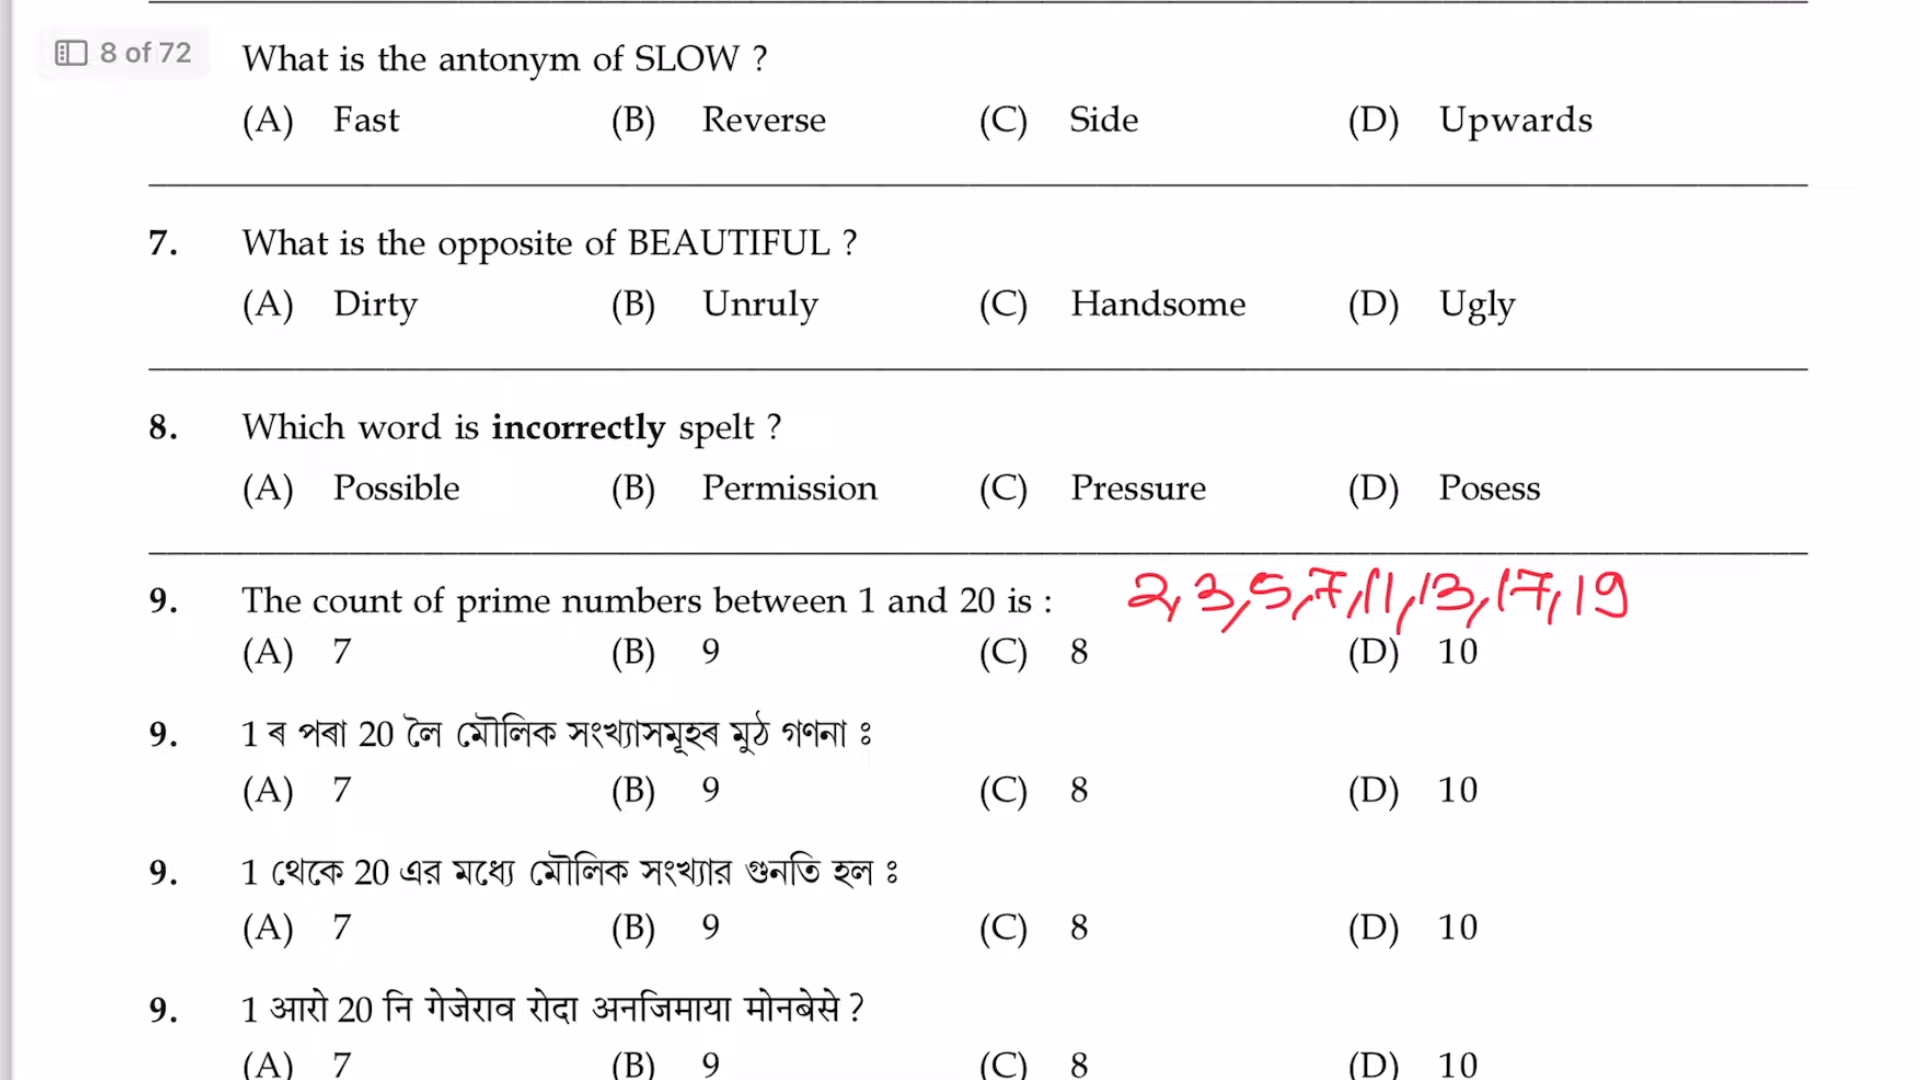 8 of 72
What is the antonym of SLOW ?
(A) Fast (B) Reverse (C) Side (D) Upwards
7. What is the opposite of BEAUTIFUL ?
(A) Dirty (B) Unruly (C) Handsome (D) Ugly
8. Which word is incorrectly spelt ?
(A) Possible (B) Permission (C) Pressure (D) Posess
9. The count of prime numbers between 1 and 20 is : 2,3,5,7,11,13,17,19
(A) 7 (B) 9 (C) 8 (D) 10
9. 1 ৰ পৰা 20 লৈ মৌলিক সংখ্যাসমূহৰ মুঠ গণনা ঃ
(A) 7 (B) 9 (C) 8 (D) 10
9. 1 থেকে 20 এর মধ্যে মৌলিক সংখ্যার গুনতি হল ঃ
(A) 7 (B) 9 (C) 8 (D) 10
9. 1 आरो 20 नि गेजेराव रोदा अनजिमाया मोनबेसे ?
(A) 7 (B) 9 (C) 8 (D) 10